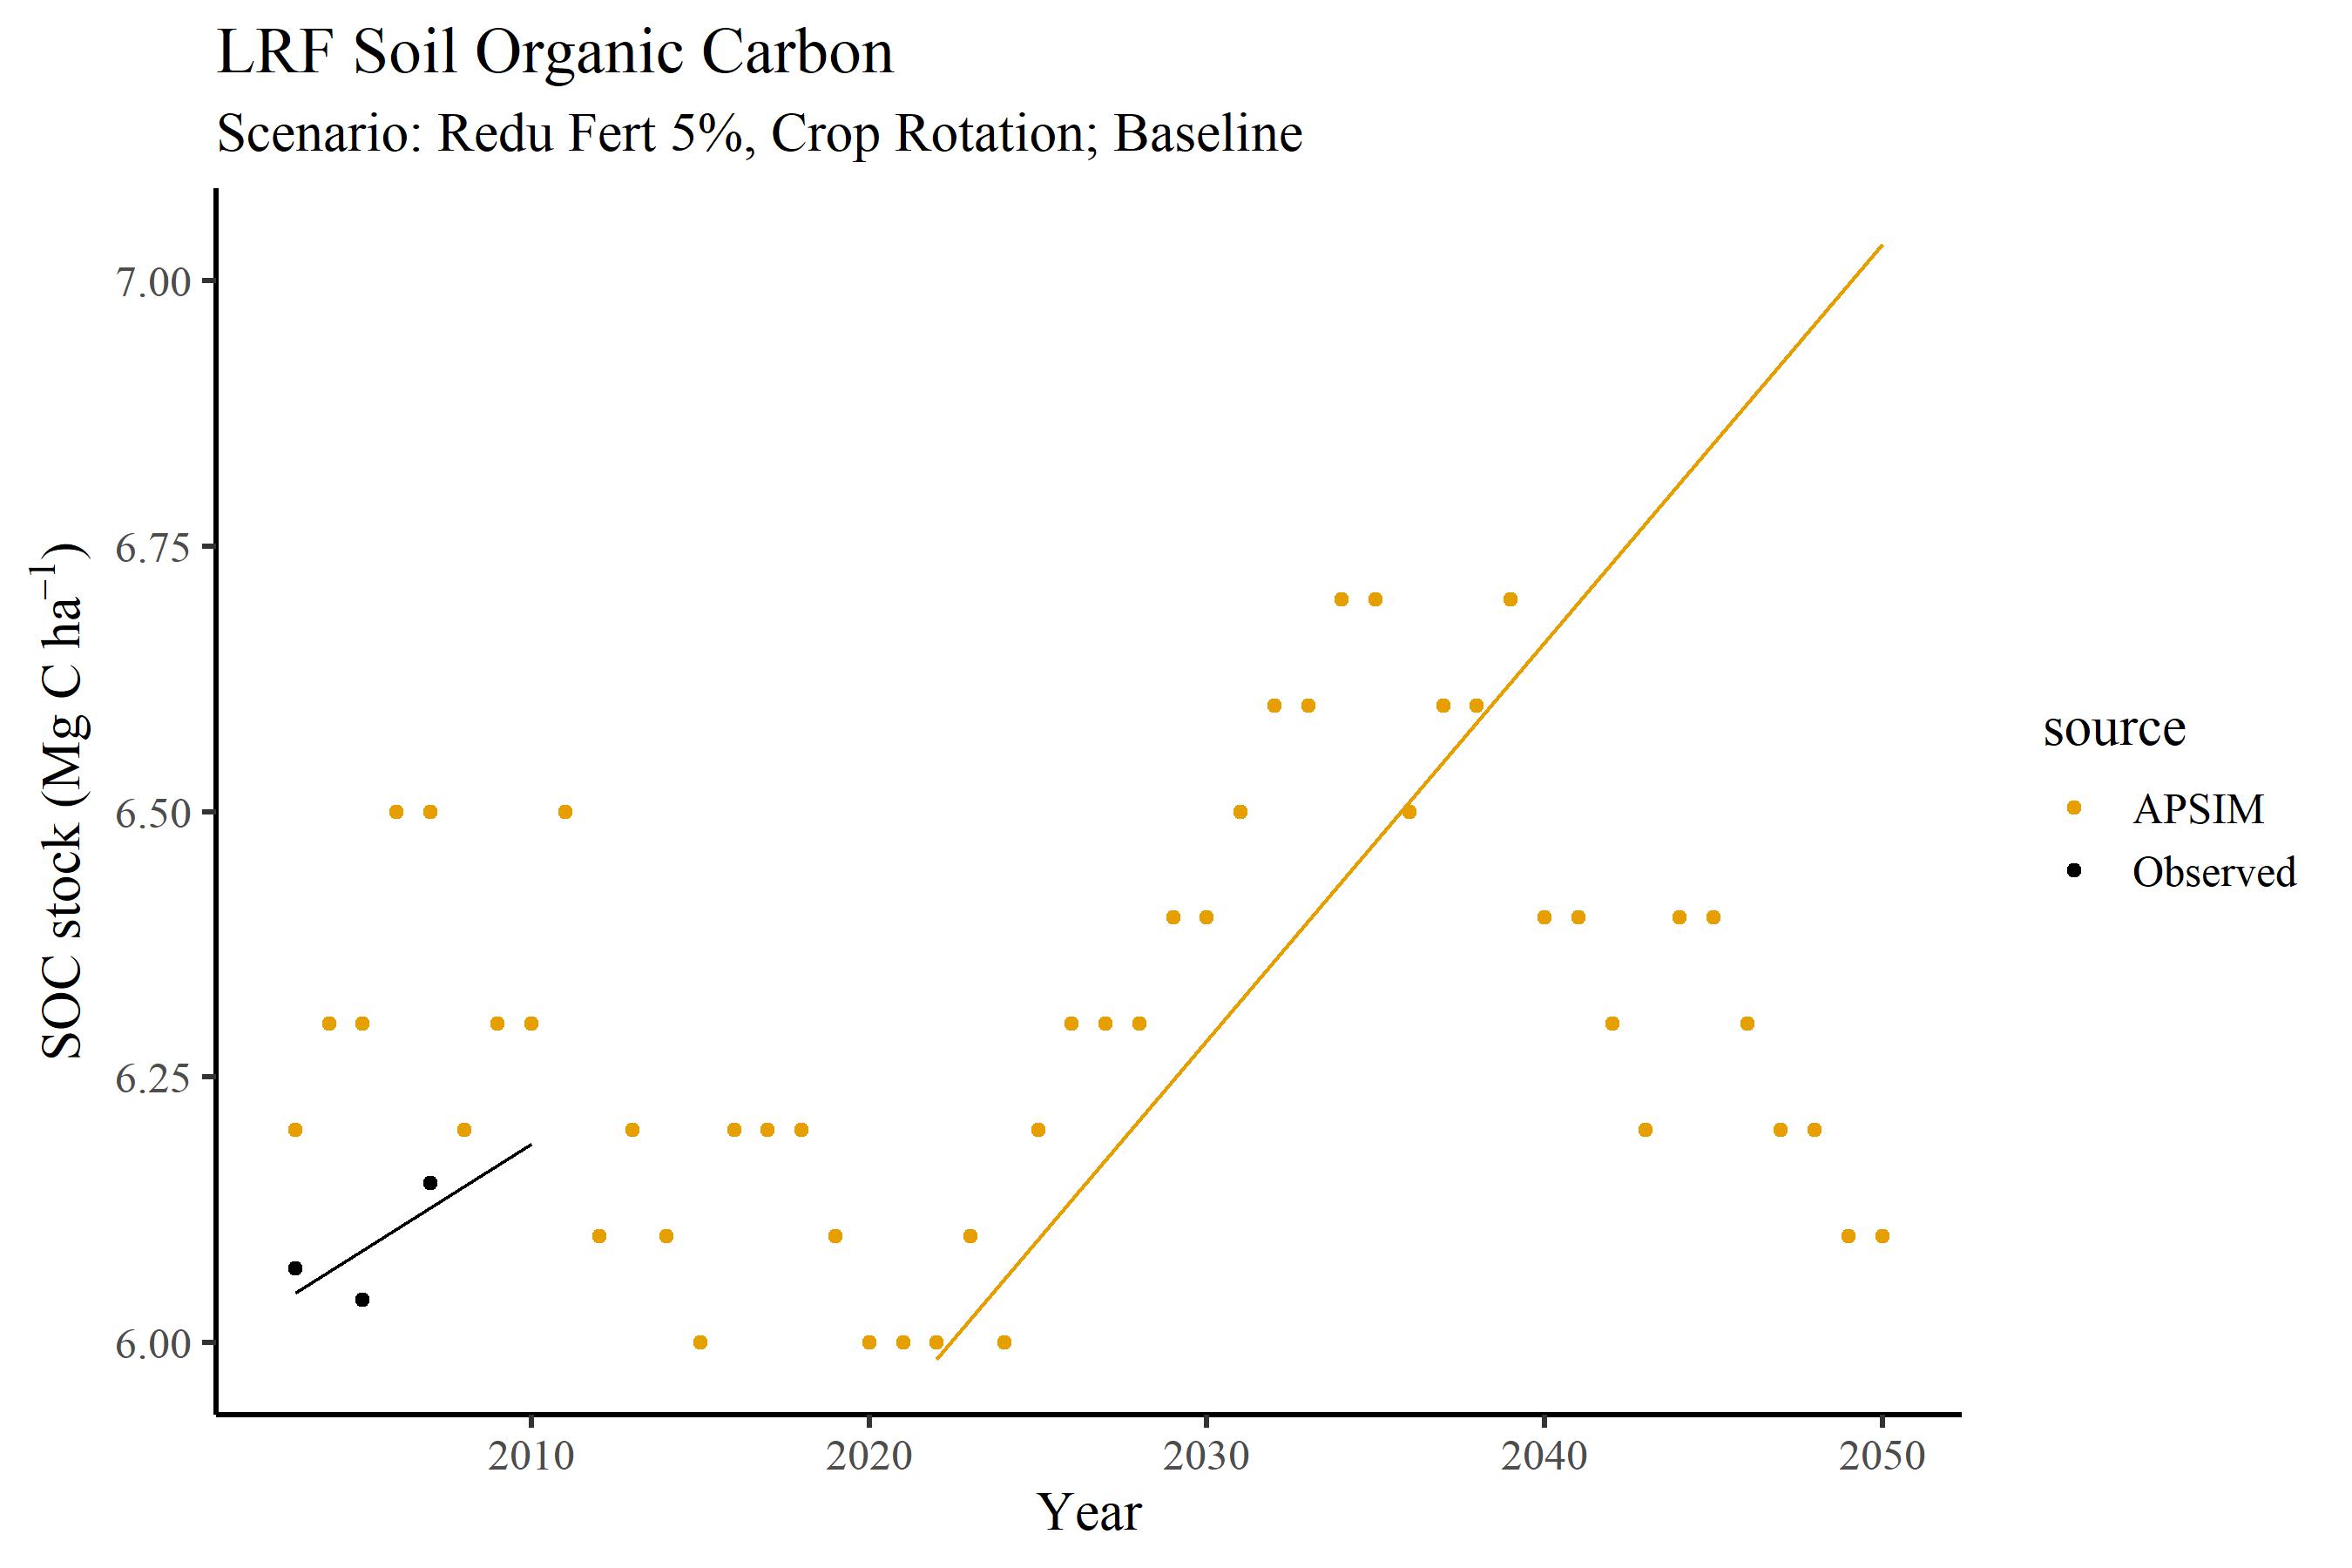 LRF Soil Organic Carbon
Scenario: Redu Fert 5%, Crop Rotation; Baseline
SOC stock (Mg C ha⁻¹)
7.00
6.75
6.50
6.25
6.00
2010 2020 2030 2040 2050
Year
source
APSIM
Observed